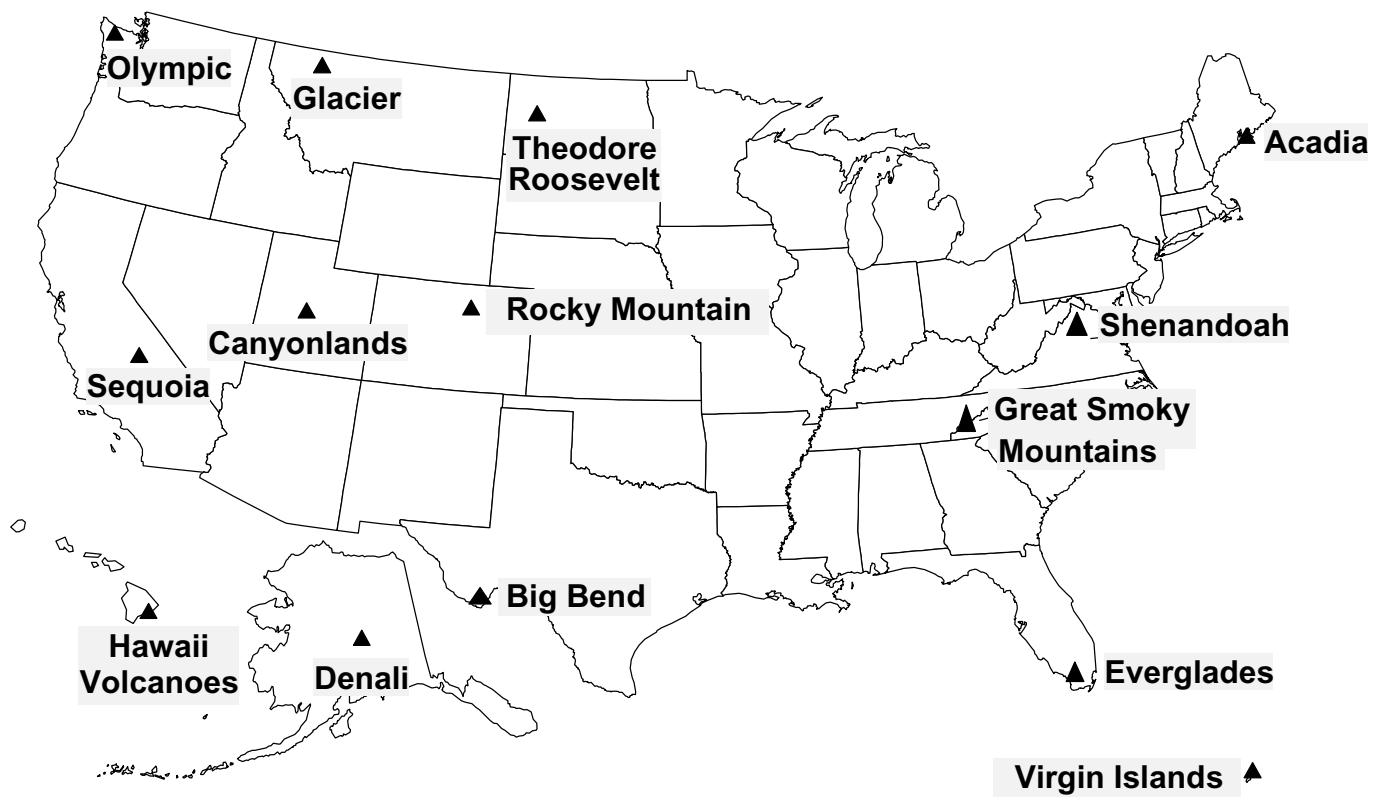 Olympic
Glacier
Theodore
Roosevelt
Acadia
Rocky Mountain
Shenandoah
Canyonlands
Sequoia
Great Smoky
Mountains
Big Bend
Hawaii
Volcanoes
Denali
Everglades
Virgin Islands